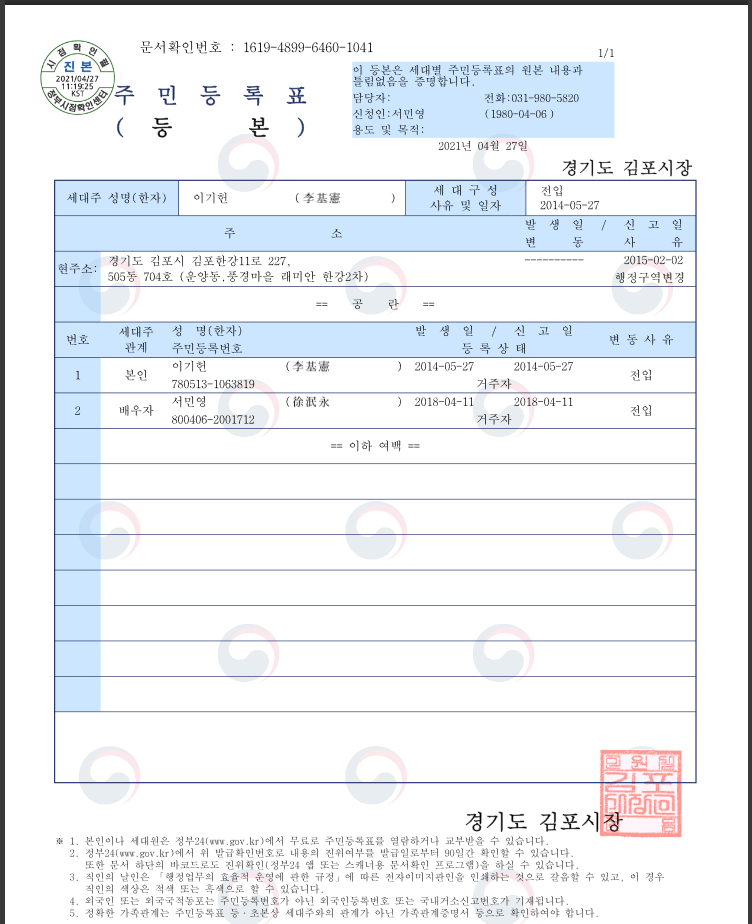 시점확인필
진본
2021/04/27
11:19:25
KST
정부시점확인센터
문서확인번호 : 1619-4899-6460-1041
1/1
주 민 등 록 표
( 등 본 )
이 등본은 세대별 주민등록표의 원본 내용과
틀림없음을 증명합니다.
담당자: 전화:031-980-5820
신청인:서민영 (1980-04-06 )
용도 및 목적:
2021년 04월 27일
경기도 김포시장
세대주 성명(한자) 이기헌 (李基憲 ) 세 대 구 성 사유 및 일자 전입 2014-05-27
주 소 발 생 일 / 신 고 일
변 동 사 유
현주소: 경기도 김포시 김포한강11로 227, ---------- 2015-02-02
505동 704호 (운양동,풍경마을 래미안 한강2차) 행정구역변경
== 공 란 ==
번호 세대주 관계 성 명(한자) 주민등록번호 발 생 일 / 신 고 일 등 록 상 태 변 동 사 유
1 본인 이기헌 (李基憲 ) 2014-05-27 2014-05-27 전입
780513-1063819 거주자
2 배우자 서민영 (徐泯永 ) 2018-04-11 2018-04-11 전입
800406-2001712 거주자
== 이하 여백 ==
경기도 김포시장
※ 1. 본인이나 세대원은 정부24(www.gov.kr)에서 무료로 주민등록표를 열람하거나 교부받을 수 있습니다.
2. 정부24(www.gov.kr)에서 위 발급확인번호로 내용의 진위여부를 발급일로부터 90일간 확인할 수 있습니다.
또한 문서 하단의 바코드로도 진위확인(정부24 앱 또는 스캐너용 문서확인 프로그램)을 하실 수 있습니다.
3. 직인의 날인은 「행정업무의 효율적 운영에 관한 규정」에 따른 전자이미지관인을 인쇄하는 것으로 갈음할 수 있고, 이 경우
직인의 색상은 적색 또는 흑색으로 할 수 있습니다.
4. 외국인 또는 외국국적동포는 주민등록번호가 아닌 외국인등록번호 또는 국내거소신고번호가 기재됩니다.
5. 정확한 가족관계는 주민등록표 등·초본상 세대주와의 관계가 아닌 가족관계증명서 등으로 확인하여야 합니다.